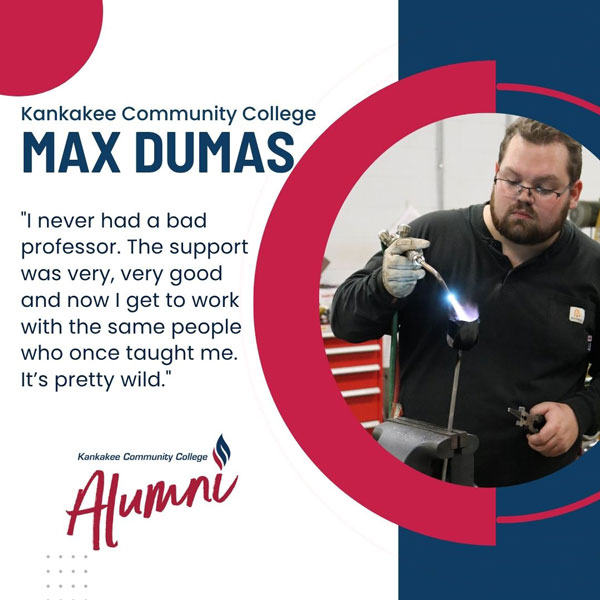 Kankakee Community College
MAX DUMAS
"I never had a bad
professor. The support
was very, very good
and now I get to work
with the same people
who once taught me.
It’s pretty wild."
Kankakee Community College
Alumni